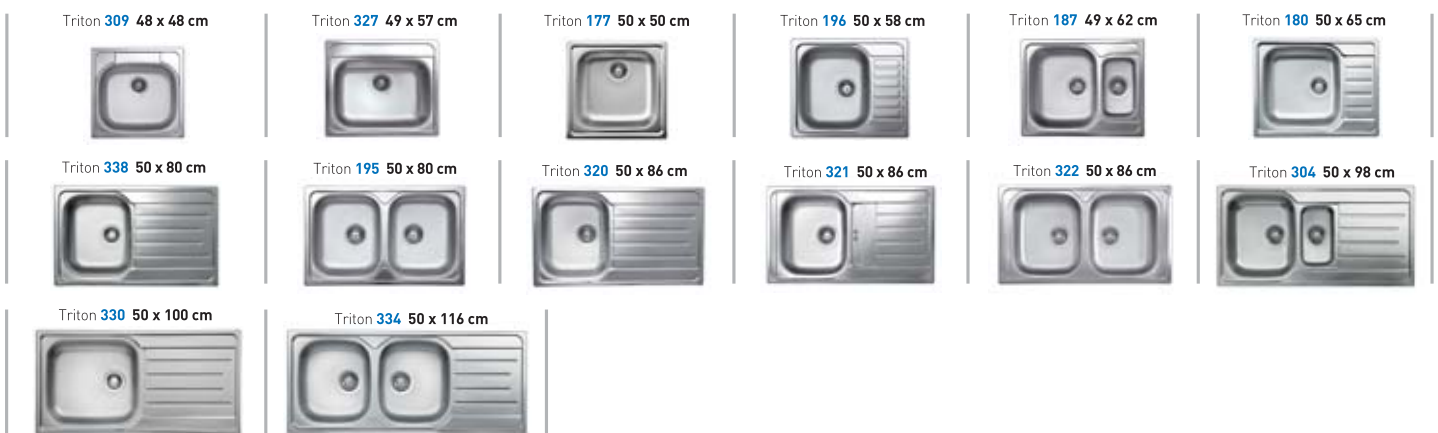 Triton 309 48 x 48 cm
Triton 327 49 x 57 cm
Triton 177 50 x 50 cm
Triton 196 50 x 58 cm
Triton 187 49 x 62 cm
Triton 180 50 x 65 cm
Triton 338 50 x 80 cm
Triton 195 50 x 80 cm
Triton 320 50 x 86 cm
Triton 321 50 x 86 cm
Triton 322 50 x 86 cm
Triton 304 50 x 98 cm
Triton 330 50 x 100 cm
Triton 334 50 x 116 cm